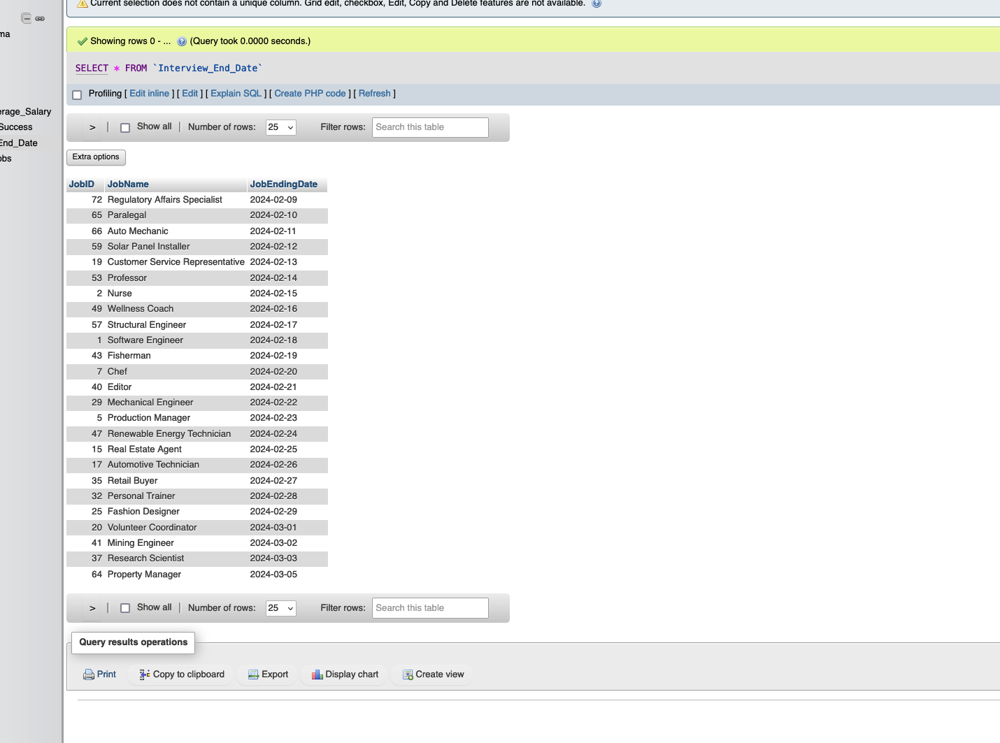 Current selection does not contain a unique column. Grid edit, checkbox, Edit, Copy and Delete features are not available.
ma
Showing rows 0 - ... (Query took 0.0000 seconds.)
SELECT * FROM `Interview_End_Date`
Profiling [ Edit inline ] [ Edit ] [ Explain SQL ] [ Create PHP code ] [ Refresh ]
erage_Salary
Success
End_Date
obs
> | Show all | Number of rows: 25 Filter rows: Search this table
Extra options
JobID JobName JobEndingDate
72 Regulatory Affairs Specialist 2024-02-09
65 Paralegal 2024-02-10
66 Auto Mechanic 2024-02-11
59 Solar Panel Installer 2024-02-12
19 Customer Service Representative 2024-02-13
53 Professor 2024-02-14
2 Nurse 2024-02-15
49 Wellness Coach 2024-02-16
57 Structural Engineer 2024-02-17
1 Software Engineer 2024-02-18
43 Fisherman 2024-02-19
7 Chef 2024-02-20
40 Editor 2024-02-21
29 Mechanical Engineer 2024-02-22
5 Production Manager 2024-02-23
47 Renewable Energy Technician 2024-02-24
15 Real Estate Agent 2024-02-25
17 Automotive Technician 2024-02-26
35 Retail Buyer 2024-02-27
32 Personal Trainer 2024-02-28
25 Fashion Designer 2024-02-29
20 Volunteer Coordinator 2024-03-01
41 Mining Engineer 2024-03-02
37 Research Scientist 2024-03-03
64 Property Manager 2024-03-05
> | Show all | Number of rows: 25 Filter rows: Search this table
Query results operations
Print Copy to clipboard Export Display chart Create view